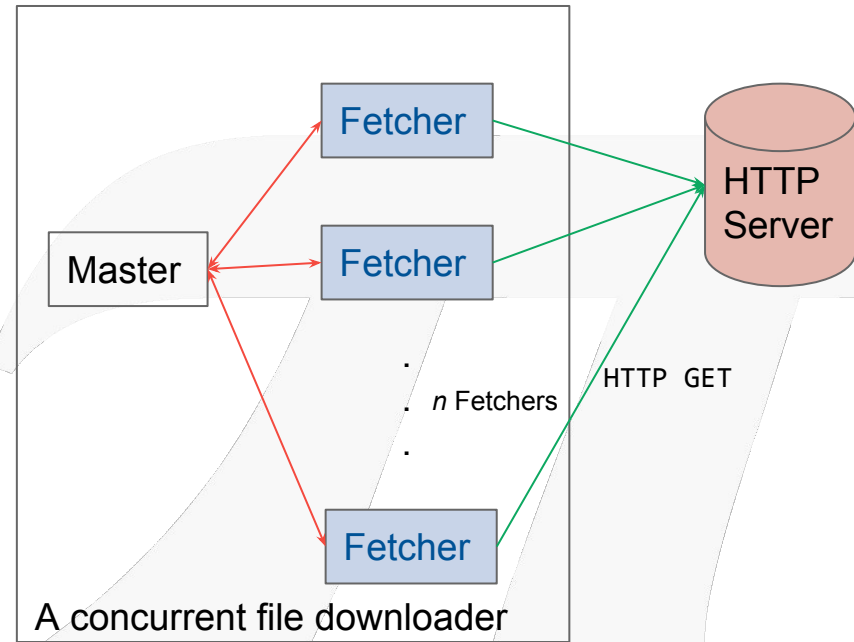 Fetcher
HTTP
Server
Master
Fetcher
.
.
n Fetchers
.
HTTP GET
Fetcher
A concurrent file downloader